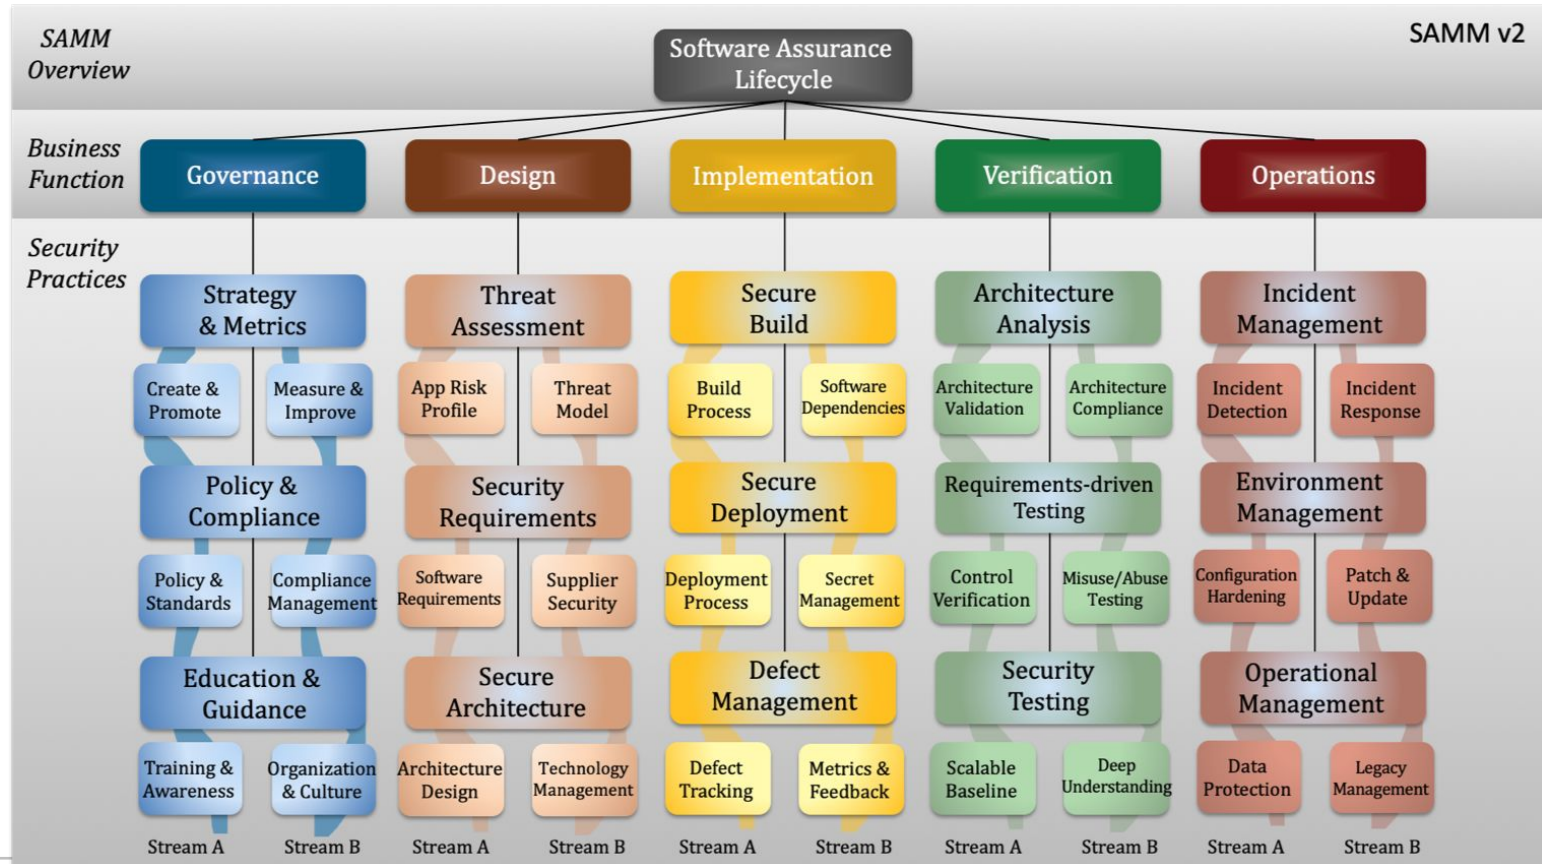 SAMM
Overview
SAMM v2
Software Assurance
Lifecycle
Business
Function
Governance
Design
Implementation
Verification
Operations
Security
Practices
Strategy
& Metrics
Threat
Assessment
Secure
Build
Architecture
Analysis
Incident
Management
Create &
Promote
Measure &
Improve
App Risk
Profile
Threat
Model
Build
Process
Software
Dependencies
Architecture
Validation
Architecture
Compliance
Incident
Detection
Incident
Response
Policy &
Compliance
Security
Requirements
Secure
Deployment
Requirements-driven
Testing
Environment
Management
Policy &
Standards
Compliance
Management
Software
Requirements
Supplier
Security
Deployment
Process
Secret
Management
Control
Verification
Misuse/Abuse
Testing
Configuration
Hardening
Patch &
Update
Education &
Guidance
Secure
Architecture
Defect
Management
Security
Testing
Operational
Management
Training &
Awareness
Organization
& Culture
Architecture
Design
Technology
Management
Defect
Tracking
Metrics &
Feedback
Scalable
Baseline
Deep
Understanding
Data
Protection
Legacy
Management
Stream A
Stream B
Stream A
Stream B
Stream A
Stream B
Stream A
Stream B
Stream A
Stream B